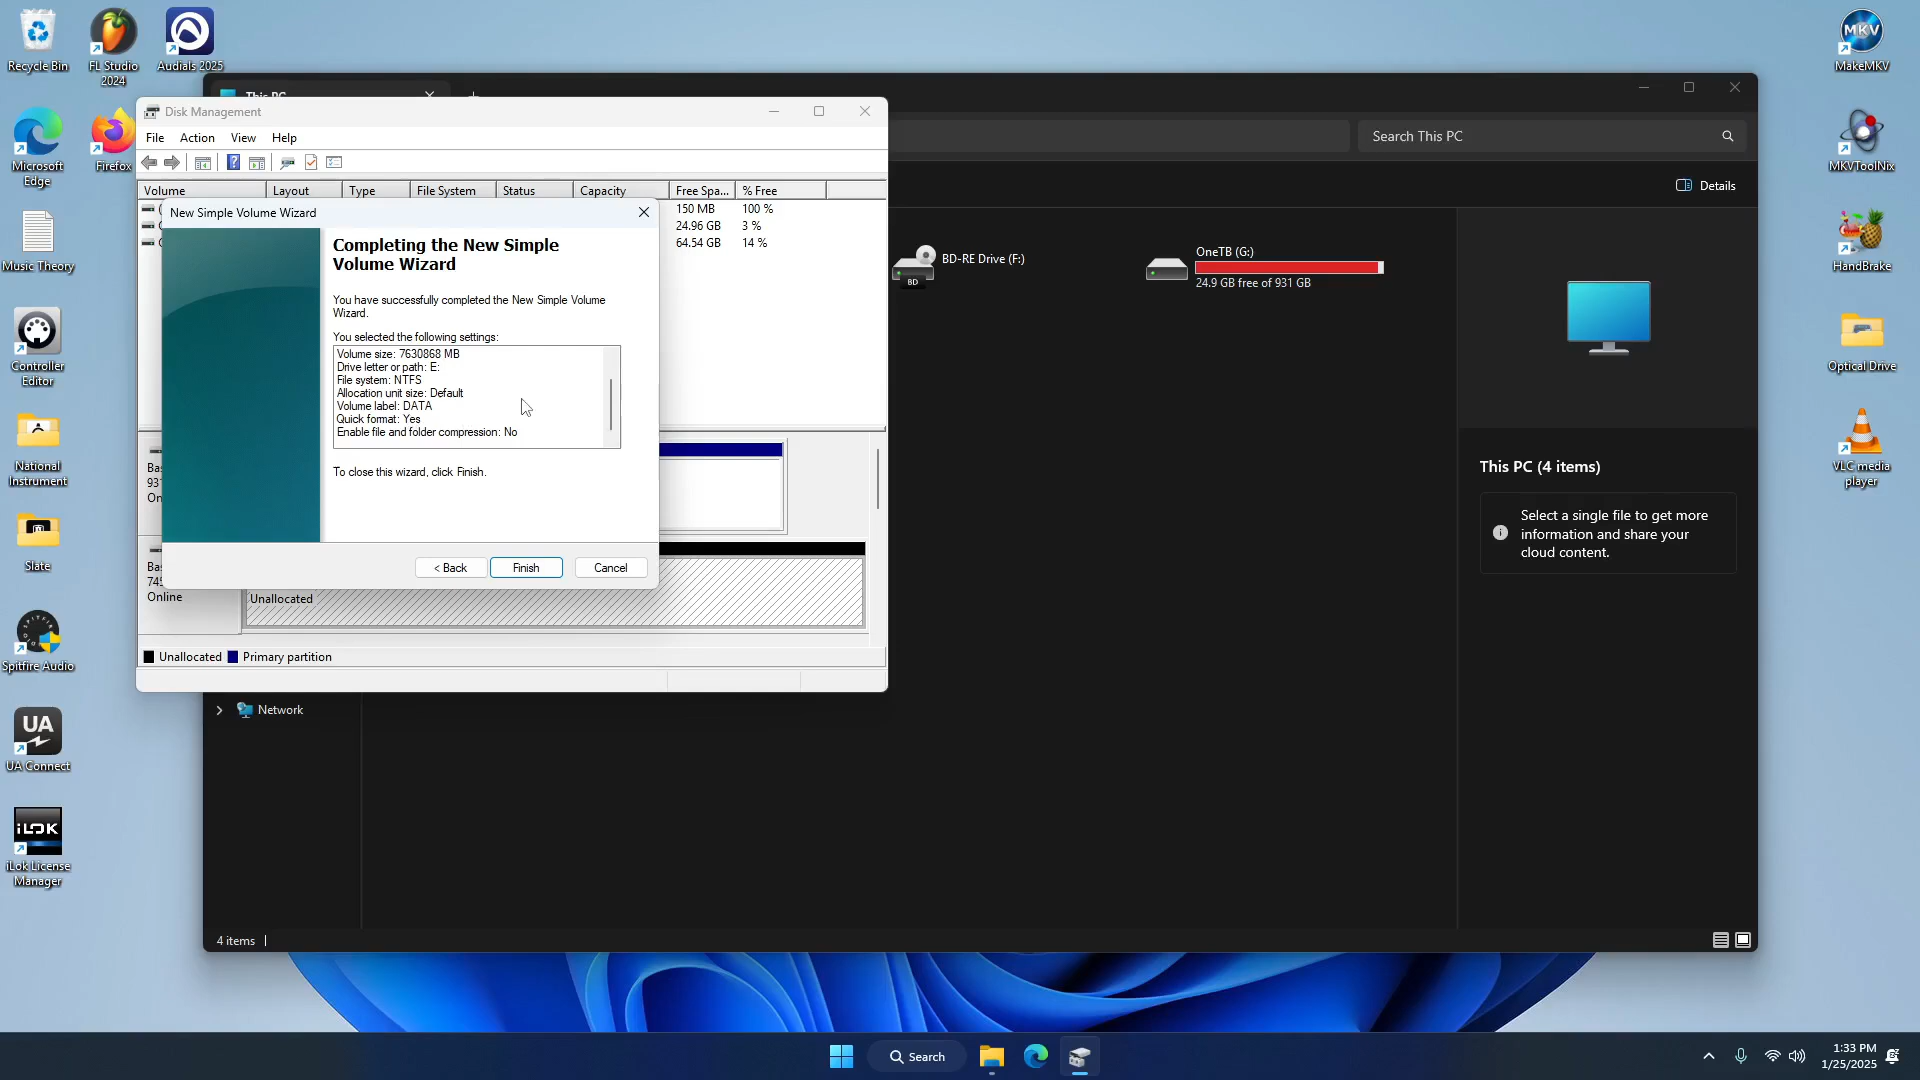 Recycle Bin
FL Studio
2024
Audials 2025
Microsoft
Edge
Firefox
Music Theory
Controller
Editor
National
Instrument
Slate
Spitfire Audio
UA
UA Connect
iLOK
iLok License
Manager
This PC
Search This PC
Details
Disk Management
File Action View Help
Volume Layout Type File System Status Capacity Free Spa... % Free
150 MB 100 %
24.96 GB 3 %
64.54 GB 14 %
New Simple Volume Wizard
Completing the New Simple
Volume Wizard
You have successfully completed the New Simple Volume
Wizard.
You selected the following settings:
Volume size: 7630868 MB
Drive letter or path: E:
File system: NTFS
Allocation unit size: Default
Volume label: DATA
Quick format: Yes
Enable file and folder compression: No
To close this wizard, click Finish.
< Back Finish Cancel
Online
Unallocated
Unallocated Primary partition
Network
4 items
BD
BD-RE Drive (F:)
OneTB (G:)
24.9 GB free of 931 GB
This PC (4 items)
Select a single file to get more
information and share your
cloud content.
MKV
MakeMKV
MKVToolNix
HandBrake
Optical Drive
VLC media
player
Search
1:33 PM
1/25/2025